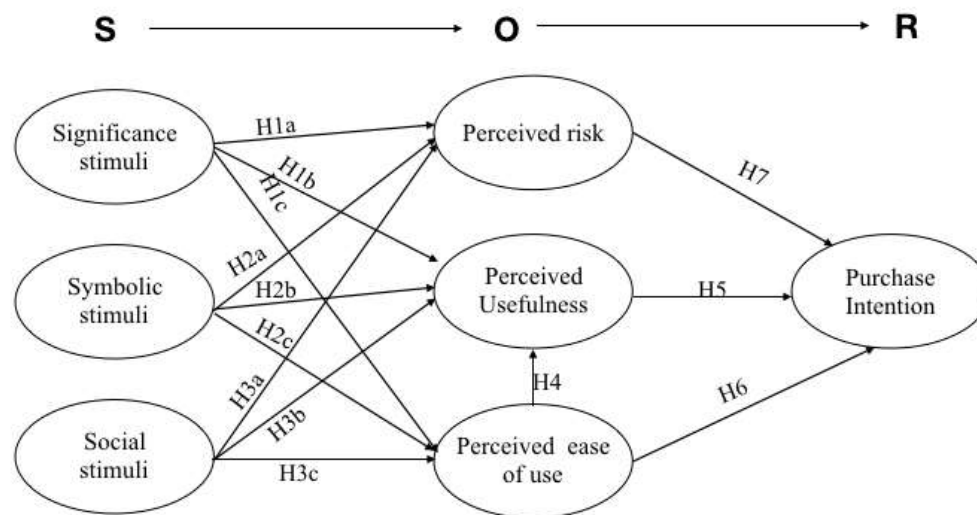 S O R
Significance
stimuli
H1a
H1b
H1c
Perceived risk
H7
Symbolic
stimuli
H2a
H2b
H2c
Perceived
Usefulness
H5
Purchase
Intention
Social
stimuli
H3a
H3b
H3c
H4
Perceived ease
of use
H6